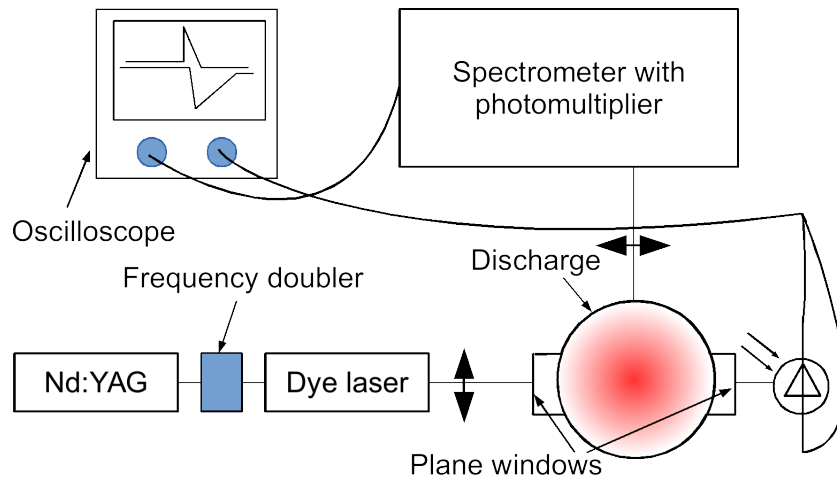 Spectrometer with
photomultiplier
Oscilloscope
Discharge
Frequency doubler
Nd:YAG
Dye laser
Plane windows